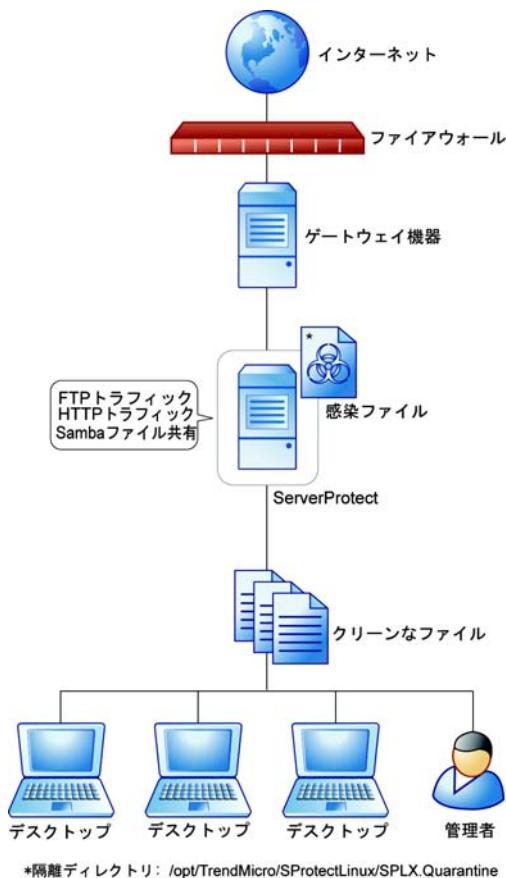 インターネット
ファイアウォール
ゲートウェイ機器
*
感染ファイル
FTPトラフィック
HTTPトラフィック
Sambaファイル共有
ServerProtect
クリーンなファイル
デスクトップ
デスクトップ
デスクトップ
管理者
*隔離ディレクトリ: /opt/TrendMicro/SProtectLinux/SPLX.Quarantine